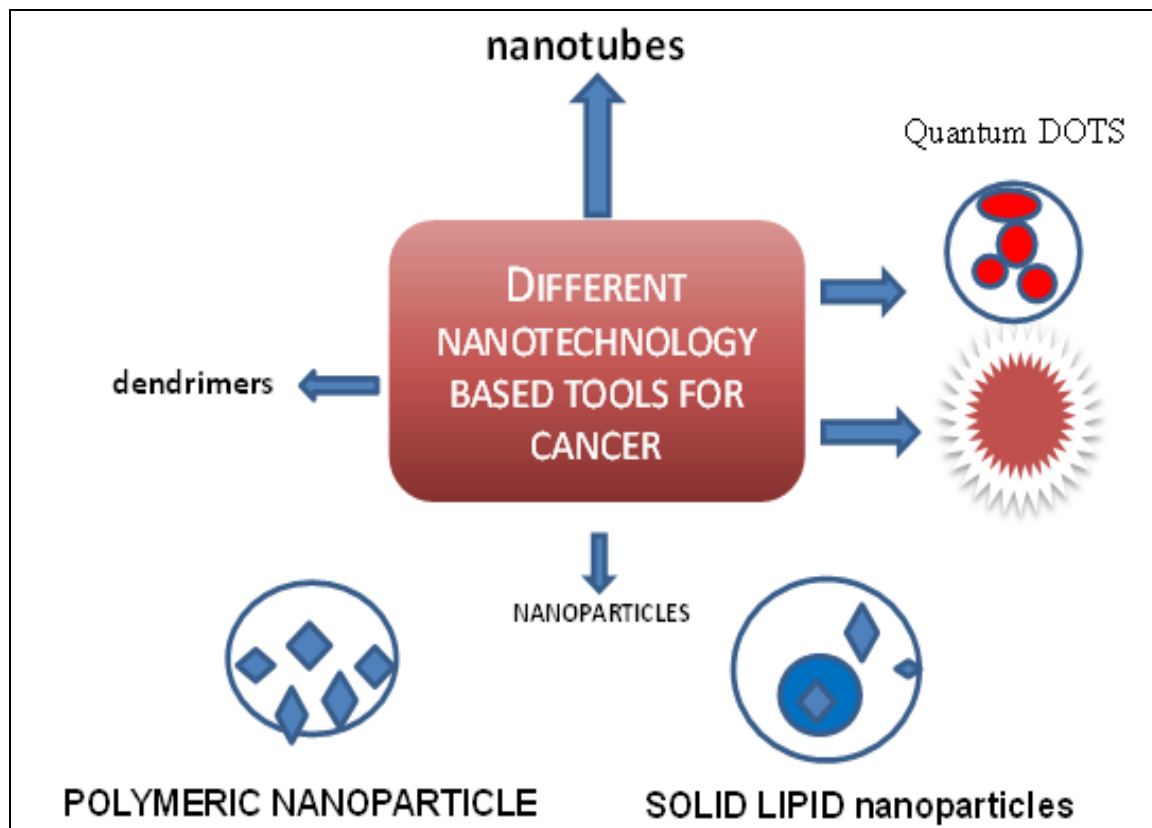 nanotubes
Quantum DOTS
DIFFERENT
NANOTECHNOLOGY
BASED TOOLS FOR
CANCER
dendrimers
NANOPARTICLES
POLYMERIC NANOPARTICLE
SOLID LIPID nanoparticles